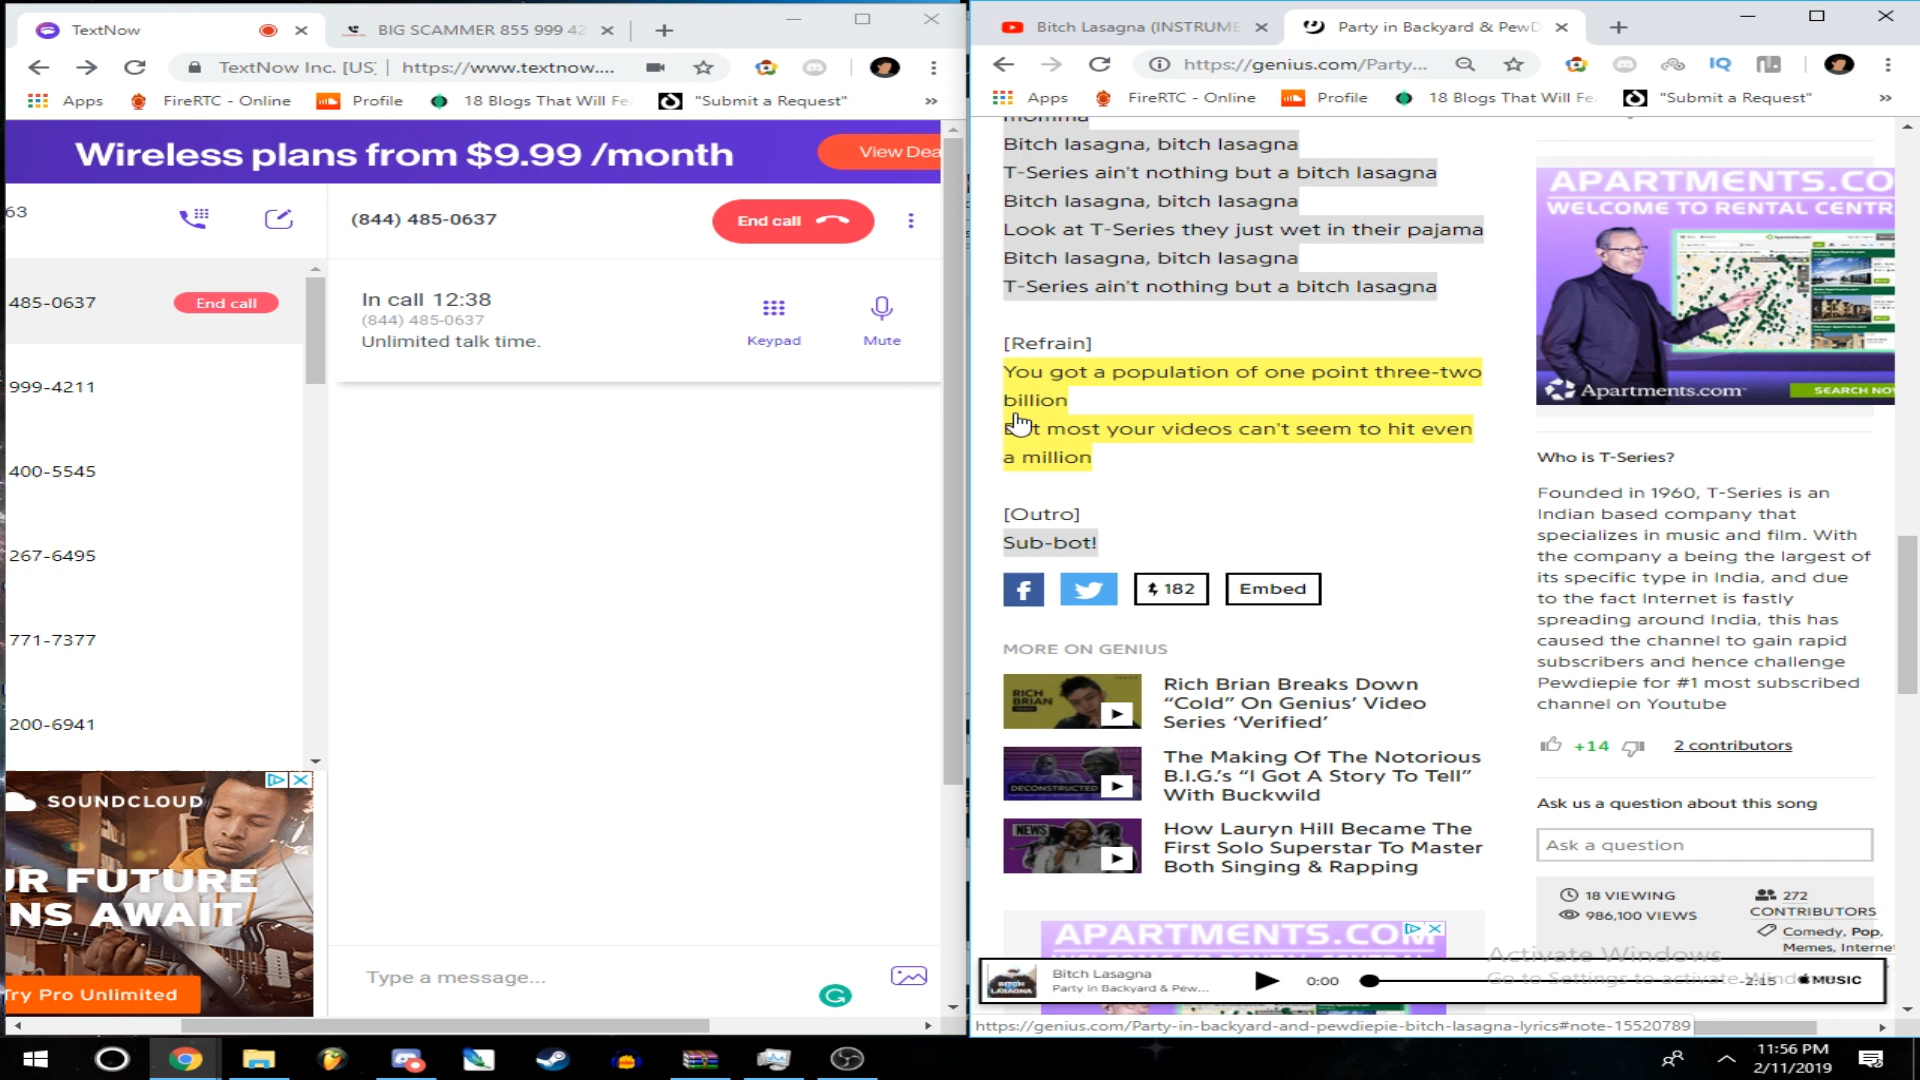 TextNow
BIG SCAMMER 855 999 42
TextNow Inc. [US] | https://www.textnow....
Apps
FireRTC - Online
Profile
18 Blogs That Will Fe
"Submit a Request"
»
Wireless plans from $9.99 /month
View Dea
63
(844) 485-0637
End call
485-0637
End call
In call 12:38
(844) 485-0637
Unlimited talk time.
Keypad
Mute
999-4211
400-5545
267-6495
771-7377
200-6941
SOUNDCLOUD
UR FUTURE
NS AWAIT
Try Pro Unlimited
Type a message...
Bitch Lasagna (INSTRUME
Party in Backyard & PewD
https://genius.com/Party...
IQ
Apps
FireRTC - Online
Profile
18 Blogs That Will Fe
"Submit a Request"
»
momma
Bitch lasagna, bitch lasagna
T-Series ain't nothing but a bitch lasagna
Bitch lasagna, bitch lasagna
Look at T-Series they just wet in their pajama
Bitch lasagna, bitch lasagna
T-Series ain't nothing but a bitch lasagna
[Refrain]
You got a population of one point three-two
billion
most your videos can't seem to hit even
a million
[Outro]
Sub-bot!
182
Embed
MORE ON GENIUS
RICH
BRIAN
Rich Brian Breaks Down
“Cold” On Genius’ Video
Series ‘Verified’
DECONSTRUCTED
The Making Of The Notorious
B.I.G.’s “I Got A Story To Tell”
With Buckwild
NEWS
How Lauryn Hill Became The
First Solo Superstar To Master
Both Singing & Rapping
APARTMENTS.COM
APARTMENTS.CO
WELCOME TO RENTAL CENTR
Apartments.com
SEARCH NO
Who is T-Series?
Founded in 1960, T-Series is an
Indian based company that
specializes in music and film. With
the company a being the largest of
its specific type in India, and due
to the fact Internet is fastly
spreading around India, this has
caused the channel to gain rapid
subscribers and hence challenge
Pewdiepie for #1 most subscribed
channel on Youtube
+14
2 contributors
Ask us a question about this song
Ask a question
18 VIEWING
986,100 VIEWS
272
CONTRIBUTORS
Comedy, Pop,
Memes, Internet
Activate Windows
Go to Settings to activate Windows
Bitch Lasagna
Party in Backyard & Pew...
0:00
-2:15
MUSIC
https://genius.com/Party-in-backyard-and-pewdiepie-bitch-lasagna-lyrics#note-15520789
11:56 PM
2/11/2019